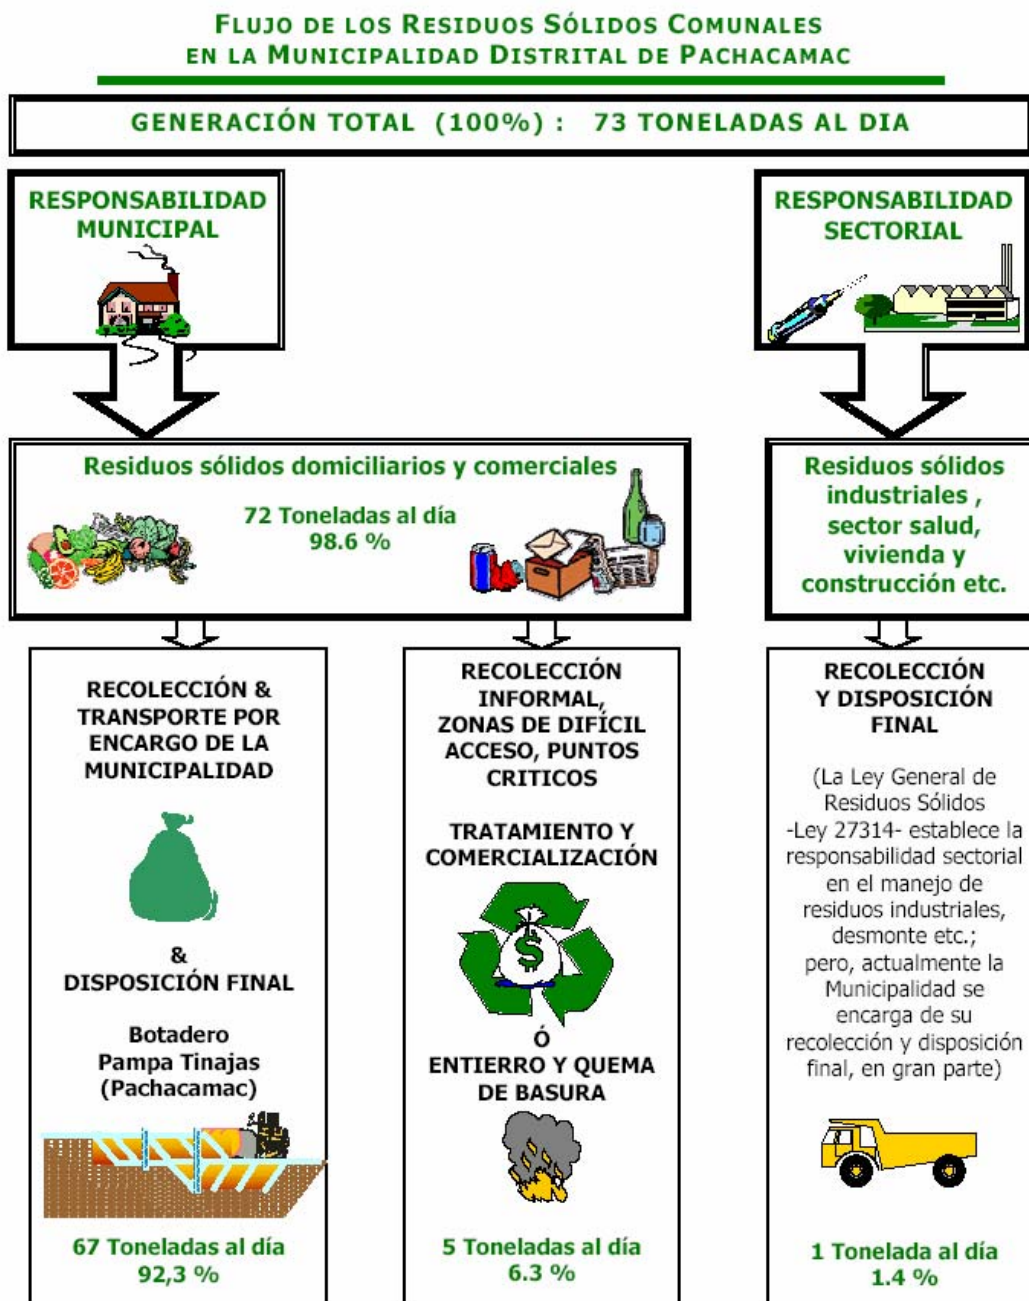 FLUJO DE LOS RESIDUOS SÓLIDOS COMUNALES
EN LA MUNICIPALIDAD DISTRITAL DE PACHACAMAC
GENERACIÓN TOTAL (100%) : 73 TONELADAS AL DIA
RESPONSABILIDAD
MUNICIPAL
RESPONSABILIDAD
SECTORIAL
Residuos sólidos domiciliarios y comerciales
72 Toneladas al día
98.6 %
Residuos sólidos
industriales ,
sector salud,
vivienda y
construcción etc.
RECOLECCIÓN &
TRANSPORTE POR
ENCARGO DE LA
MUNICIPALIDAD
&
DISPOSICIÓN FINAL
Botadero
Pampa Tinajas
(Pachacamac)
67 Toneladas al día
92,3 %
RECOLECCIÓN
INFORMAL,
ZONAS DE DIFÍCIL
ACCESO, PUNTOS
CRITICOS
TRATAMIENTO Y
COMERCIALIZACIÓN
$
Ó
ENTIERRO Y QUEMA
DE BASURA
5 Toneladas al día
6.3 %
RECOLECCIÓN
Y DISPOSICIÓN
FINAL
(La Ley General de
Residuos Sólidos
-Ley 27314- establece la
responsabilidad sectorial
en el manejo de
residuos industriales,
desmonte etc.;
pero, actualmente la
Municipalidad se
encarga de su
recolección y disposición
final, en gran parte)
1 Tonelada al día
1.4 %